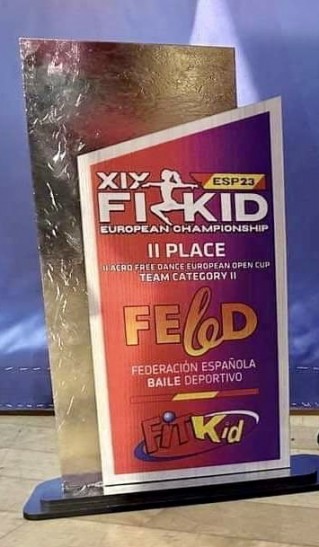 XIX
ESP23
FITKID
EUROPEAN CHAMPIONSHIP
II PLACE
II ACRO FREE DANCE EUROPEAN OPEN CUP
TEAM CATEGORY II
FEBD
FEDERACIÓN ESPAÑOLA
BAILE DEPORTIVO
FiTKid